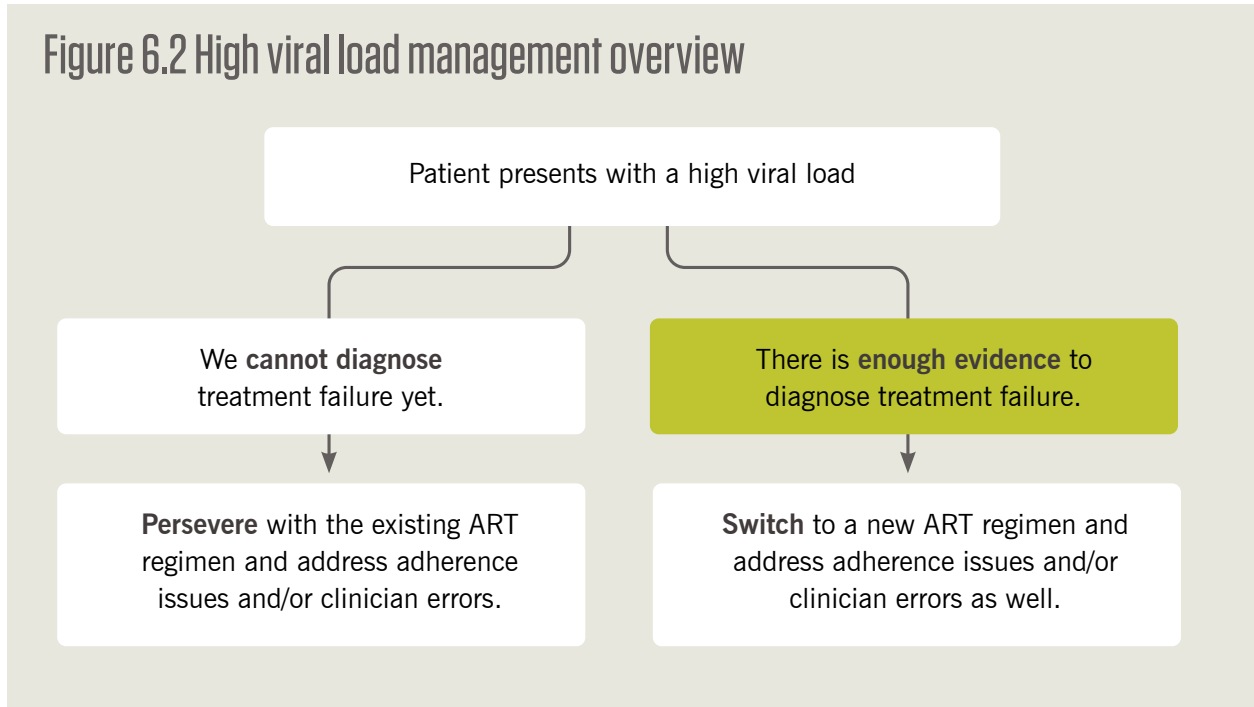 Figure 6.2 High viral load management overview
Patient presents with a high viral load
We cannot diagnose
treatment failure yet.
There is enough evidence to
diagnose treatment failure.
Persevere with the existing ART
regimen and address adherence
issues and/or clinician errors.
Switch to a new ART regimen and
address adherence issues and/or
clinician errors as well.